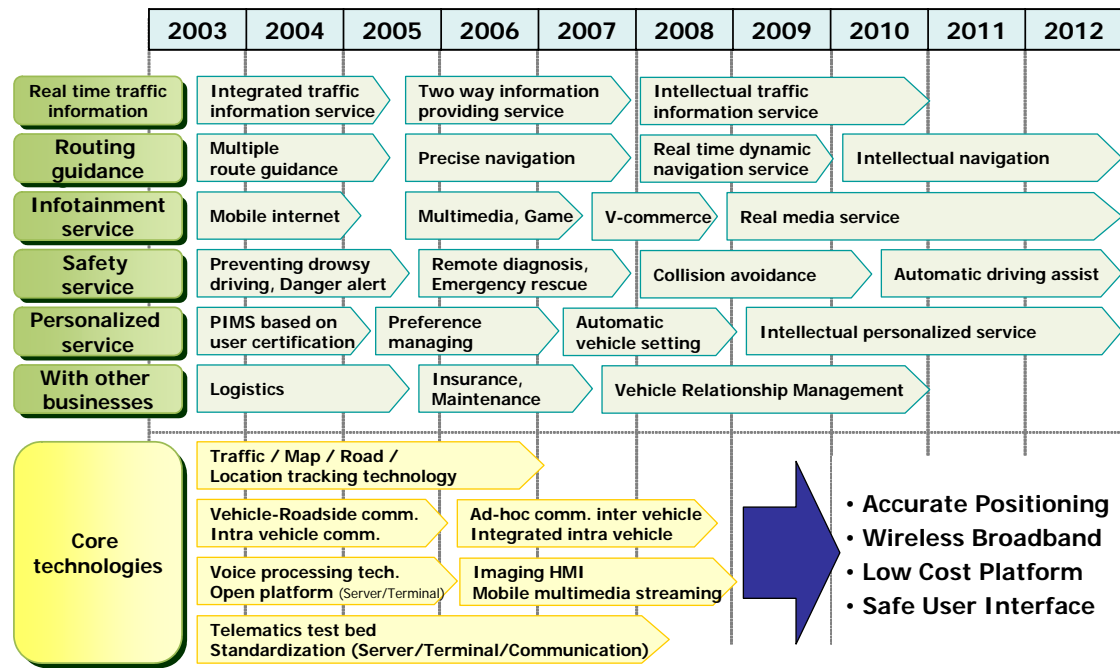 2003 2004 2005 2006 2007 2008 2009 2010 2011 2012
Real time traffic
information
Integrated traffic
information service
Two way information
providing service
Intellectual traffic
information service
Routing
guidance
Multiple
route guidance
Precise navigation
Real time dynamic
navigation service
Intellectual navigation
Infotainment
service
Mobile internet
Multimedia, Game
V-commerce
Real media service
Safety
service
Preventing drowsy
driving, Danger alert
Remote diagnosis,
Emergency rescue
Collision avoidance
Automatic driving assist
Personalized
service
PIMS based on
user certification
Preference
managing
Automatic
vehicle setting
Intellectual personalized service
With other
businesses
Logistics
Insurance,
Maintenance
Vehicle Relationship Management
Core
technologies
Traffic / Map / Road /
Location tracking technology
Vehicle-Roadside comm.
Intra vehicle comm.
Ad-hoc comm. inter vehicle
Integrated intra vehicle
Voice processing tech.
Open platform (Server/Terminal)
Imaging HMI
Mobile multimedia streaming
Telematics test bed
Standardization (Server/Terminal/Communication)
• Accurate Positioning
• Wireless Broadband
• Low Cost Platform
• Safe User Interface